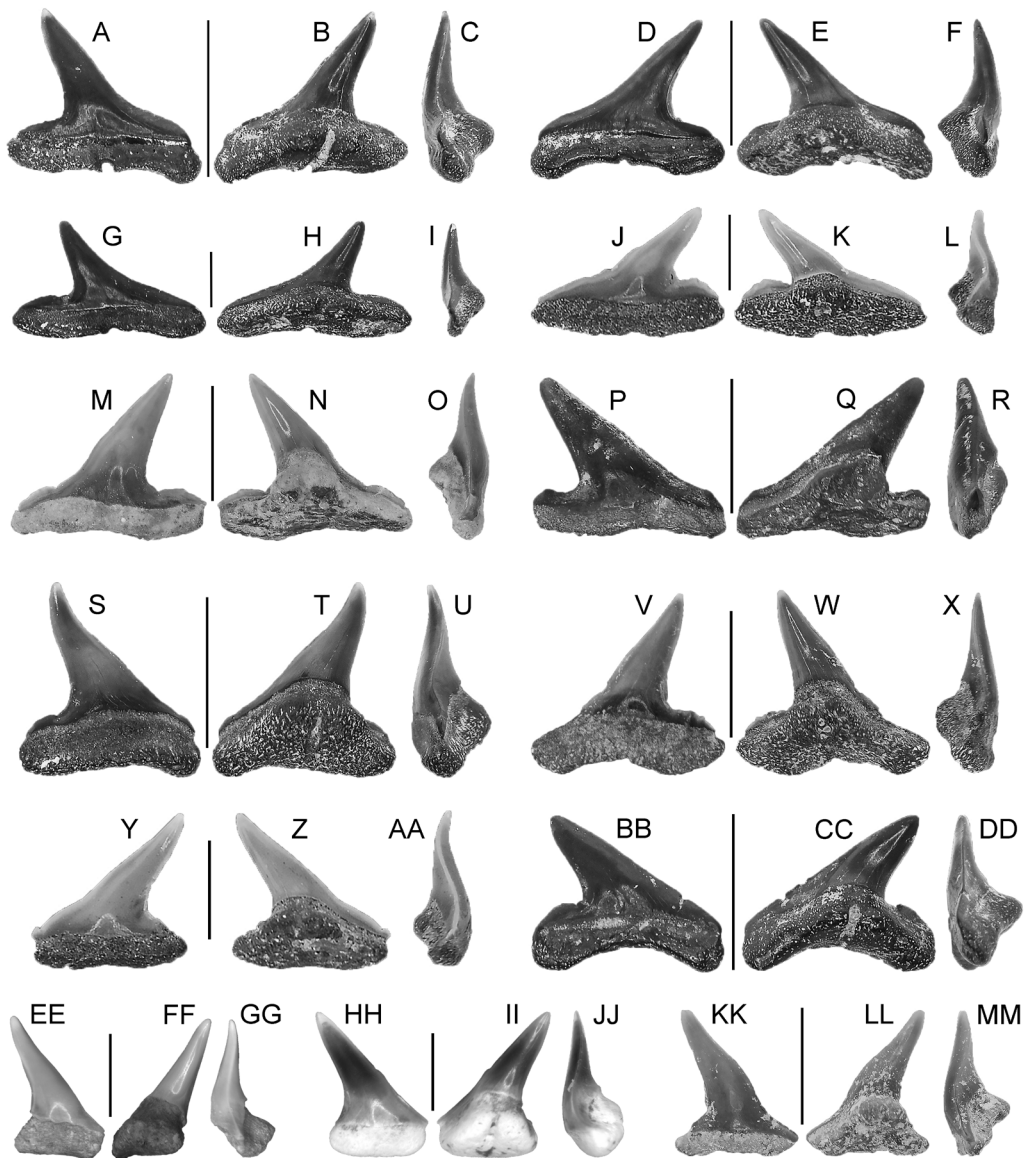 A B C D E F
G H I J K L
M N O P Q R
S T U V W X
Y Z AA BB CC DD
EE FF GG HH II JJ KK LL MM